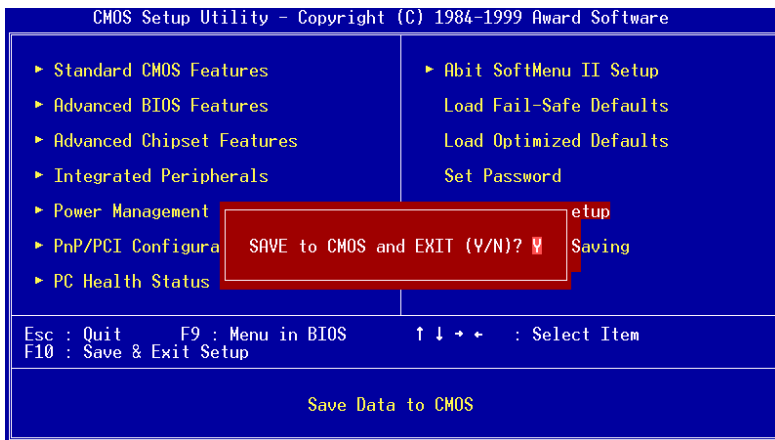 CMOS Setup Utility - Copyright (C) 1984-1999 Award Software
► Standard CMOS Features
► Advanced BIOS Features
► Advanced Chipset Features
► Integrated Peripherals
► Power Management
► PnP/PCI Configura
► PC Health Status
► Abit SoftMenu II Setup
Load Fail-Safe Defaults
Load Optimized Defaults
Set Password
etup
Saving
SAVE to CMOS and EXIT (Y/N)? Y
Esc : Quit F9 : Menu in BIOS ↑ ↓ → ← : Select Item
F10 : Save & Exit Setup
Save Data to CMOS